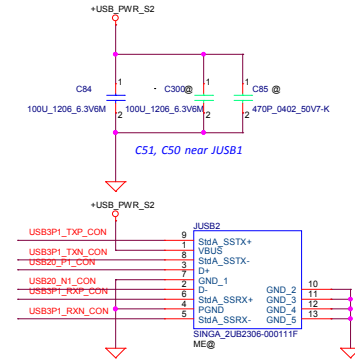 +USB_PWR_S2
C84 - C300@ C85 @
1 1 1
2 2 2
100U_1206_6.3V6M 100U_1206_6.3V6M 470P_0402_50V7-K
C51, C50 near JUSB1
+USB_PWR_S2
JUSB2
USB3P1_TXP_CON 9 StdA_SSTX+
1 VBUS
USB3P1_TXN_CON 8 StdA_SSTX-
USB20_P1_CON 3 D+
7 GND_1
USB20_N1_CON 2 D- GND_2 10
USB3P1_RXP_CON 6 StdA_SSRX+ GND_3 11
4 PGND GND_4 12
USB3P1_RXN_CON 5 StdA_SSRX- GND_5 13
SINGA_2UB2306-000111F
ME@